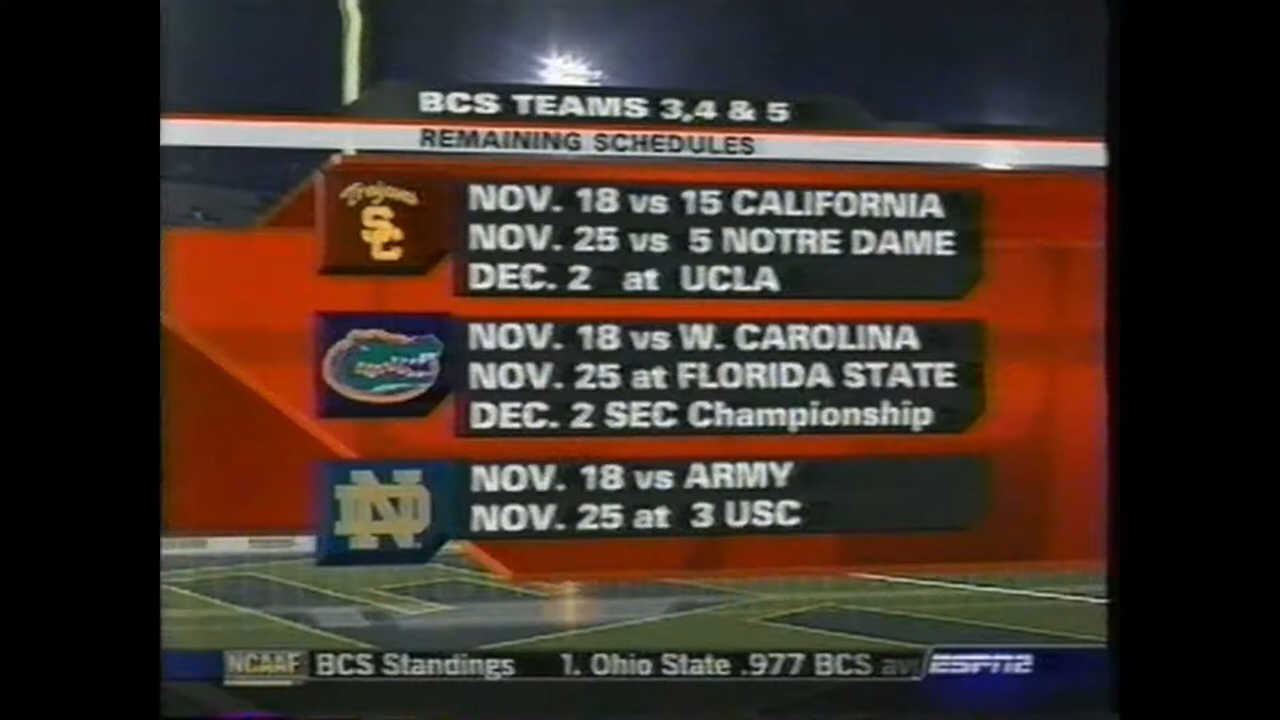 BCS TEAMS 3,4 & 5
REMAINING SCHEDULES
Trojans
SC
NOV. 18 vs 15 CALIFORNIA
NOV. 25 vs 5 NOTRE DAME
DEC. 2 at UCLA
NOV. 18 vs W. CAROLINA
NOV. 25 at FLORIDA STATE
DEC. 2 SEC Championship
ND
NOV. 18 vs ARMY
NOV. 25 at 3 USC
NCAAF BCS Standings 1. Ohio State .977 BCS ESPN2